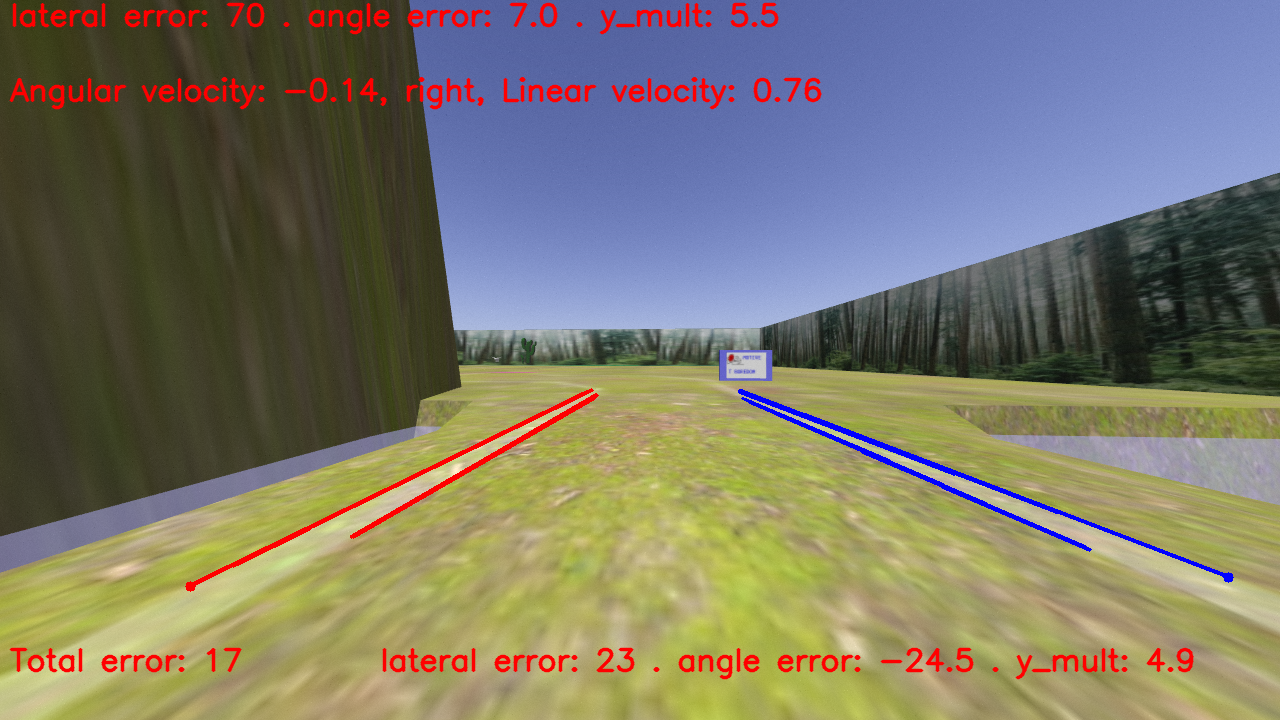 lateral error: 70 . angle error: 7.0 . y_mult: 5.5
Angular velocity: -0.14, right, Linear velocity: 0.76
Total error: 17 lateral error: 23 . angle error: -24.5 . y_mult: 4.9